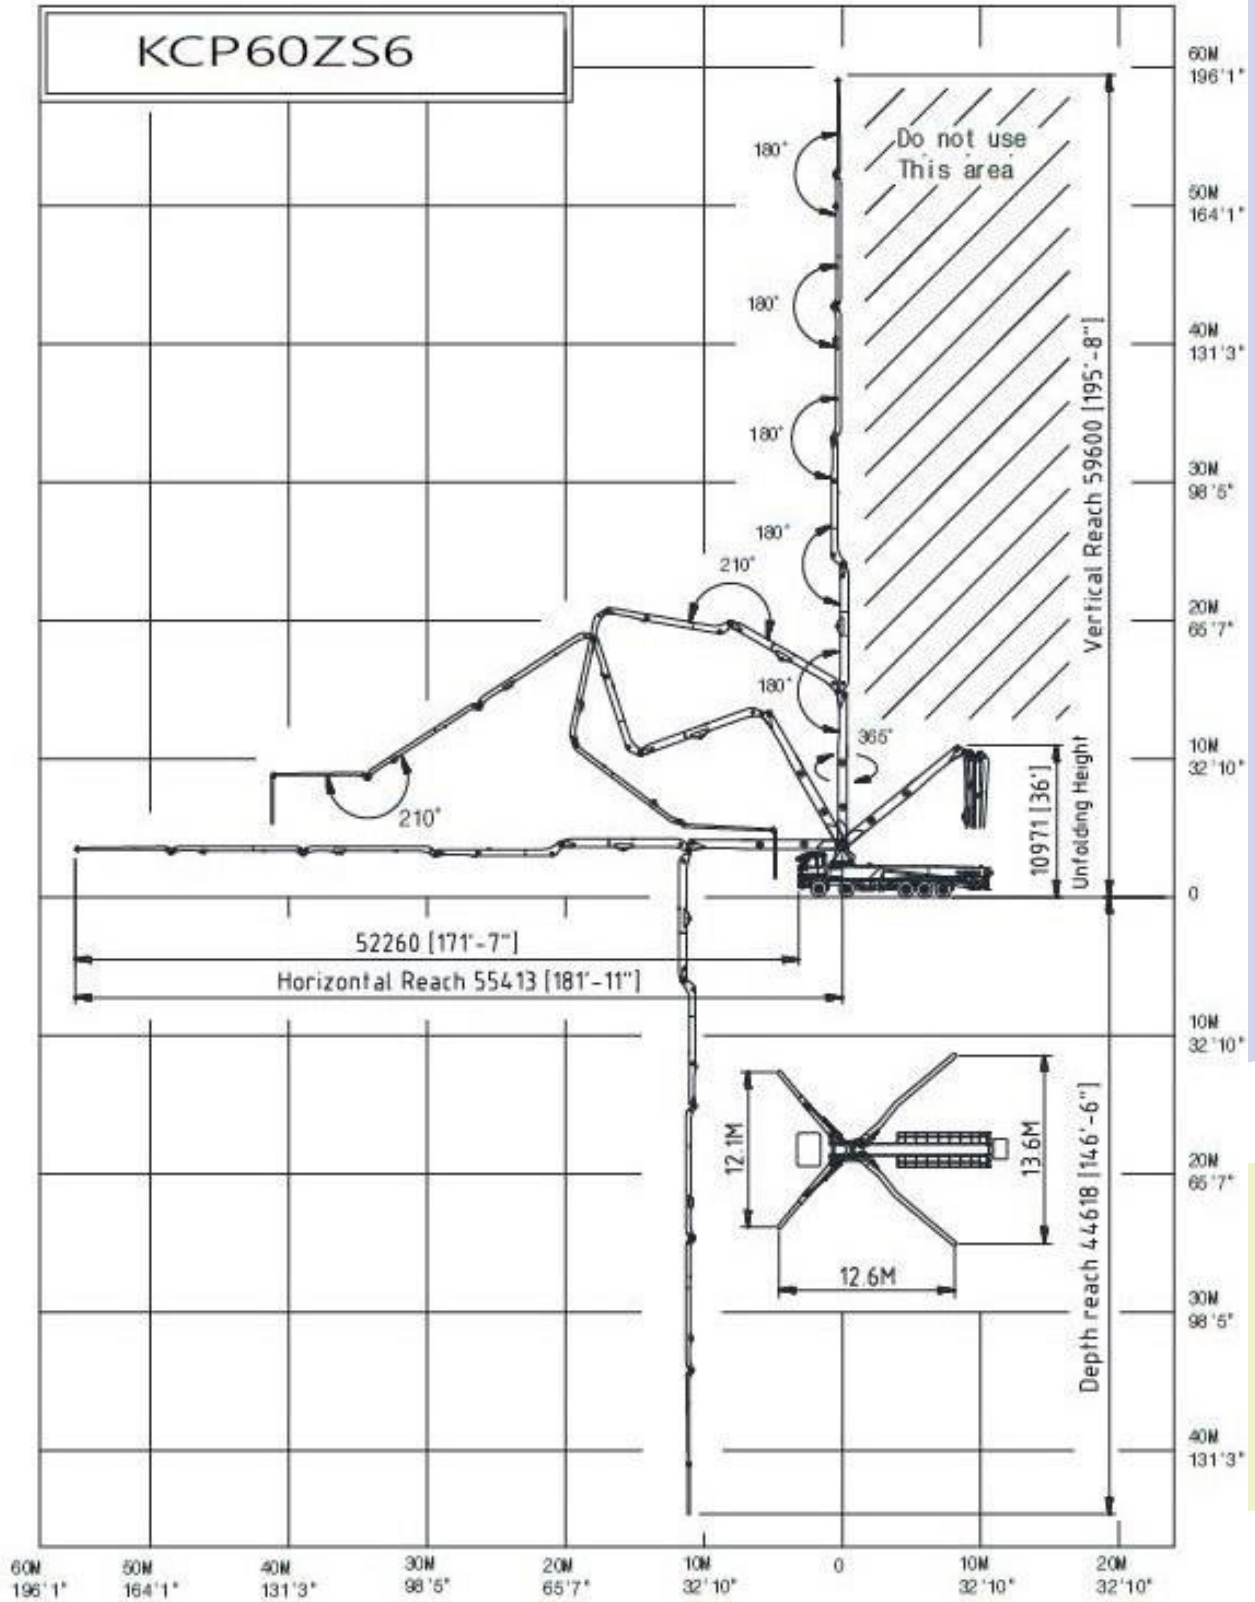 KCP60ZS6
60M
196'1"
Do not use
This area
180°
50M
164'1"
180°
40M
131'3"
Vertical Reach 59600 [195'-8"]
180°
30M
98'5"
180°
210°
20M
65'7"
180°
365°
10M
32'10"
10971 [36']
Unfolding Height
210°
0
52260 [171'-7"]
Horizontal Reach 55413 [181'-11"]
10M
32'10"
12.1M
13.6M
20M
65'7"
Depth reach 44618 [146'-6"]
12.6M
30M
98'5"
40M
131'3"
60M 50M 40M 30M 20M 10M 0 10M 20M
196'1" 164'1" 131'3" 98'5" 65'7" 32'10" 32'10" 32'10"